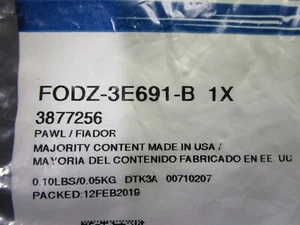 FODZ-3E691-B 1X
3877256
PAWL / FIADOR
MAJORITY CONTENT MADE IN USA /
MAYORIA DEL CONTENIDO FABRICADO EN EE. UU
0.10LBS/0.05KG DTK3A 00710207
PACKED:12FEB2019